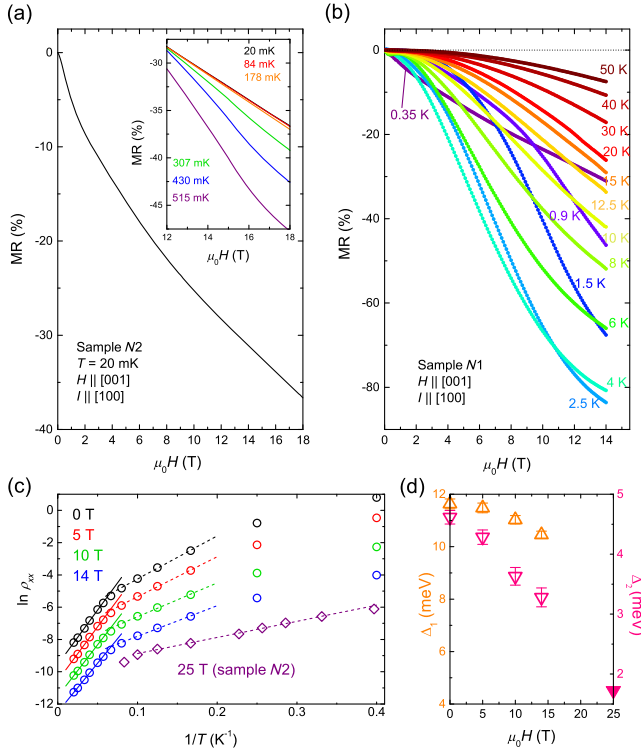 (a)
0
-10
-20
-30
-40
MR (%)
0 2 4 6 8 10 12 14 16 18
μ₀H (T)
Sample N2
T = 20 mK
H || [001]
I || [100]
12 14 16 18
-30
-35
-40
-45
MR (%)
μ₀H (T)
20 mK
84 mK
178 mK
307 mK
430 mK
515 mK
(b)
0
-20
-40
-60
-80
MR (%)
0 2 4 6 8 10 12 14
μ₀H (T)
0.35 K
50 K
40 K
30 K
20 K
15 K
12.5 K
10 K
0.9 K
8 K
1.5 K
6 K
4 K
2.5 K
Sample N1
H || [001]
I || [100]
(c)
0
-2
-4
-6
-8
-10
-12
ln ρxx
0 T
5 T
10 T
14 T
25 T (sample N2)
0.0 0.1 0.2 0.3 0.4
1/T (K⁻¹)
(d)
12
10
8
6
4
Δ₁ (meV)
5
4
3
2
Δ₂ (meV)
0 5 10 15 20 25
μ₀H (T)